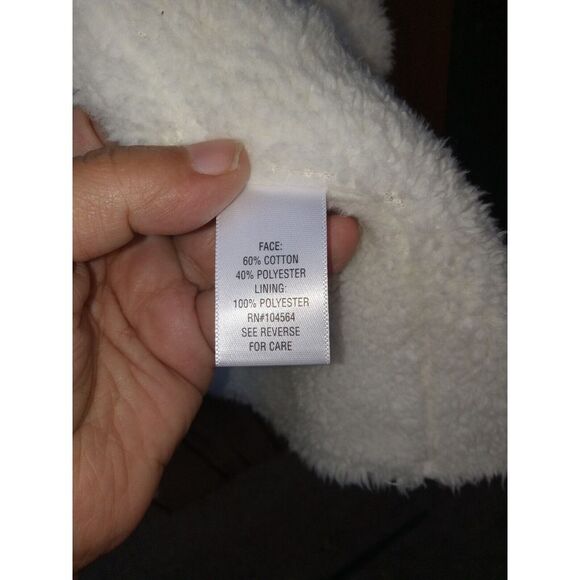 FACE:
60% COTTON
40% POLYESTER
LINING:
100% POLYESTER
RN#104564
SEE REVERSE
FOR CARE